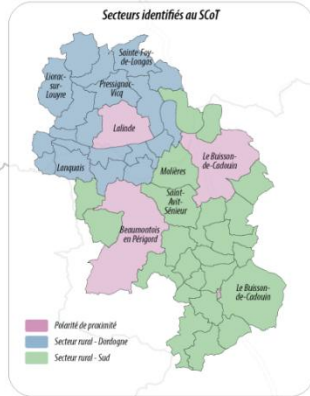 Secteurs identifiés au SCoT
Sainte-Foy-
de-Longas
Liorac-
sur-
Louyre
Pressignac-
Vicq
Lalinde
Lanquais
Molières
Le Buisson-
de-Cadouin
Saint-
Avit-
Sénieur
Beaumontois
en Périgord
Le Buisson-
de-Cadouin
Polarité de proximité
Secteur rural - Dordogne
Secteur rural - Sud